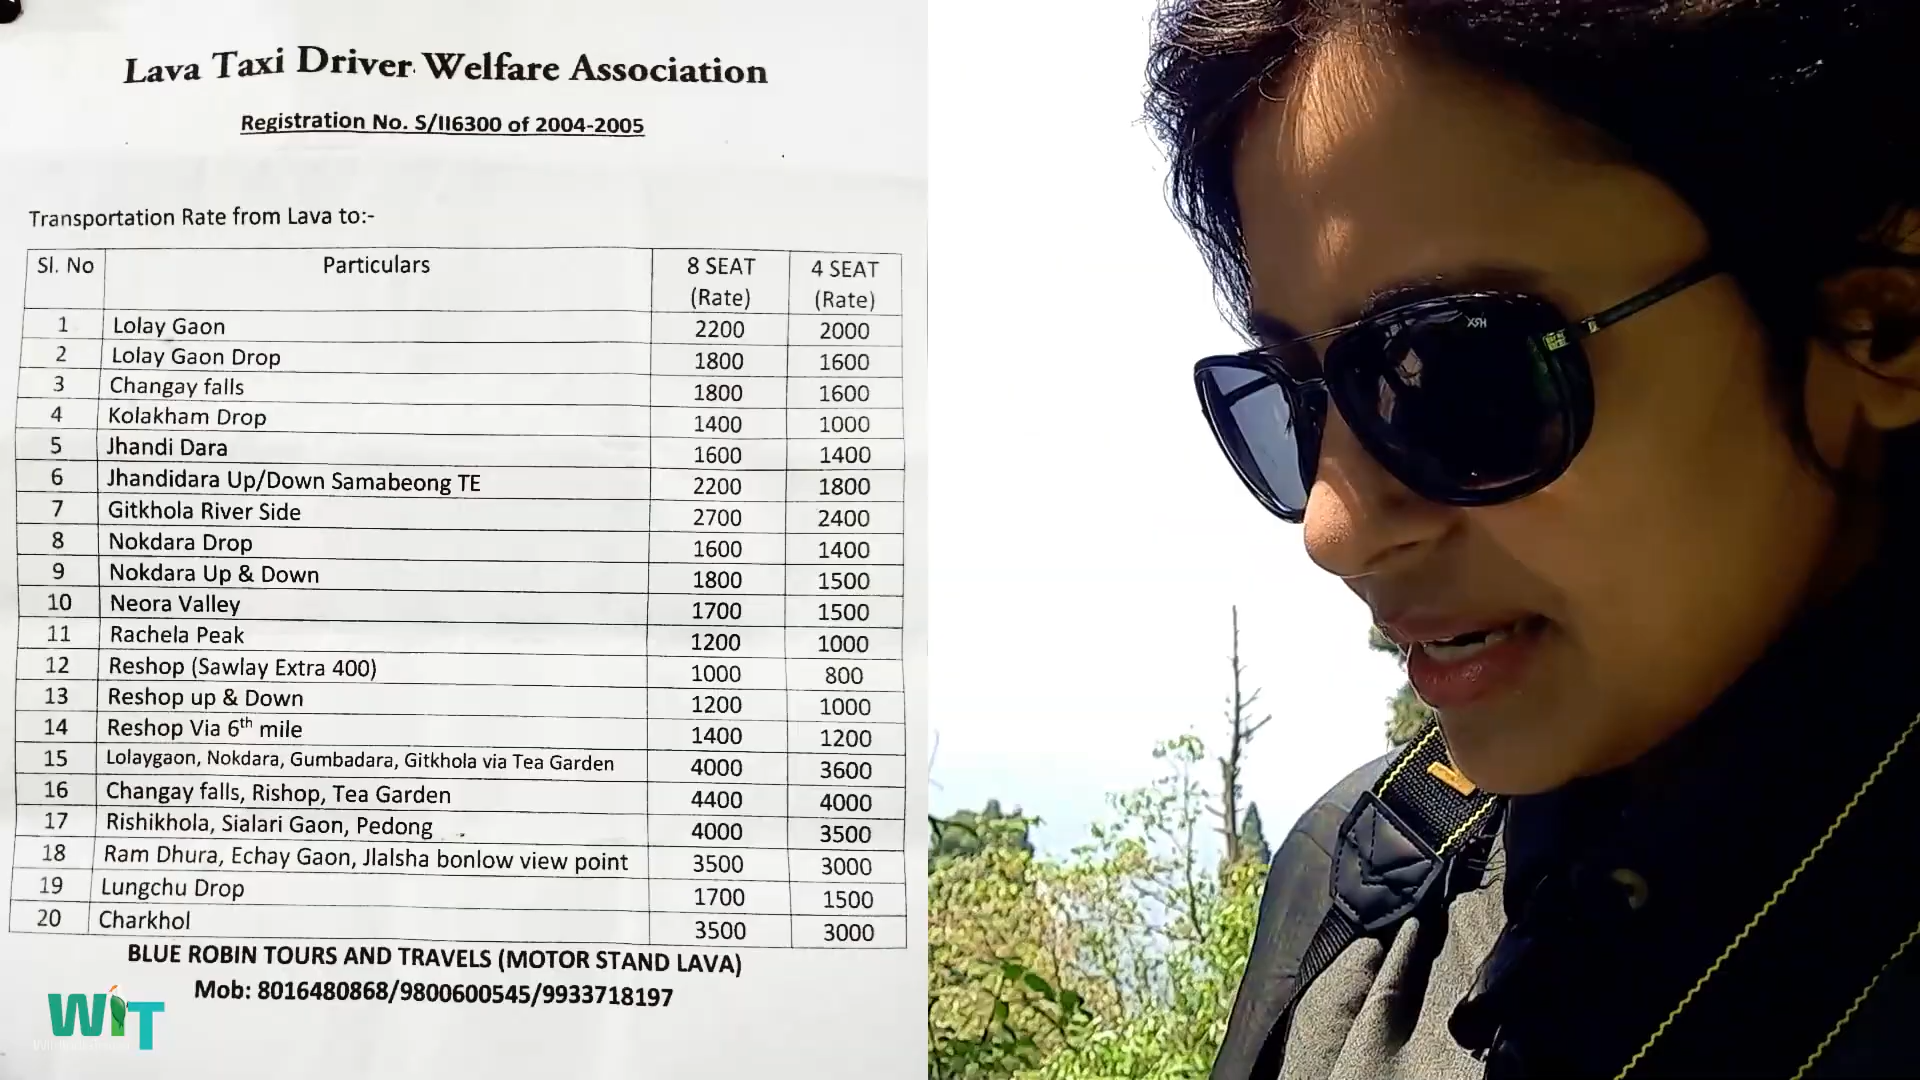 Lava Taxi Driver Welfare Association
Registration No. S/II6300 of 2004-2005
Transportation Rate from Lava to:-
Sl. No Particulars 8 SEAT (Rate) 4 SEAT (Rate)
1 Lolay Gaon 2200 2000
2 Lolay Gaon Drop 1800 1600
3 Changay falls 1800 1600
4 Kolakham Drop 1400 1000
5 Jhandi Dara 1600 1400
6 Jhandidara Up/Down Samabeong TE 2200 1800
7 Gitkhola River Side 2700 2400
8 Nokdara Drop 1600 1400
9 Nokdara Up & Down 1800 1500
10 Neora Valley 1700 1500
11 Rachela Peak 1200 1000
12 Reshop (Sawlay Extra 400) 1000 800
13 Reshop up & Down 1200 1000
14 Reshop Via 6th mile 1400 1200
15 Lolaygaon, Nokdara, Gumbadara, Gitkhola via Tea Garden 4000 3600
16 Changay falls, Rishop, Tea Garden 4400 4000
17 Rishikhola, Sialari Gaon, Pedong 4000 3500
18 Ram Dhura, Echay Gaon, Jlalsha bonlow view point 3500 3000
19 Lungchu Drop 1700 1500
20 Charkhol 3500 3000
BLUE ROBIN TOURS AND TRAVELS (MOTOR STAND LAVA)
Mob: 8016480868/9800600545/9933718197
WiT